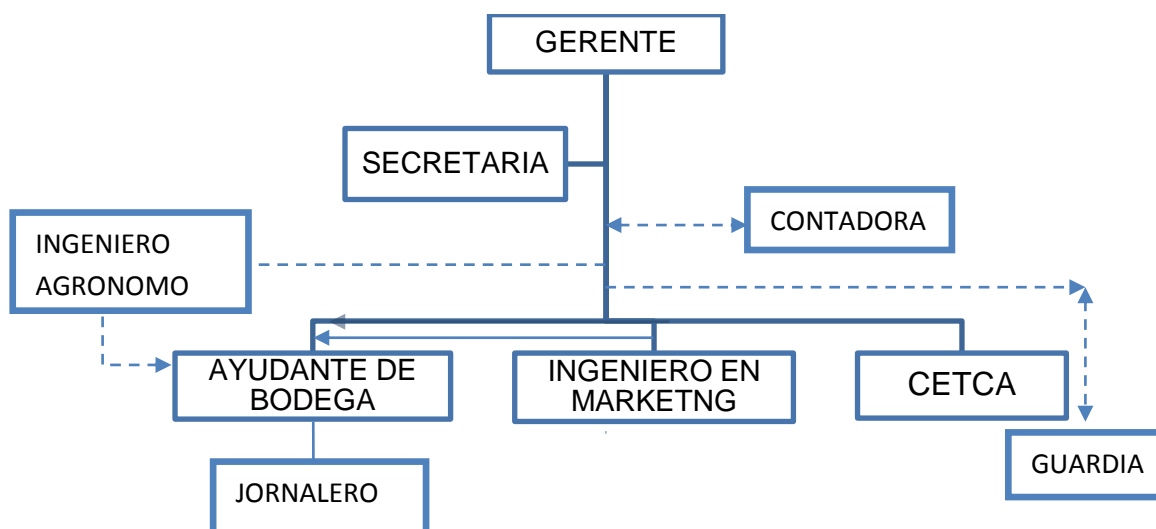 GERENTE
SECRETARIA
CONTADORA
INGENIERO
AGRONOMO
AYUDANTE DE
BODEGA
INGENIERO EN
MARKETNG
CETCA
GUARDIA
JORNALERO